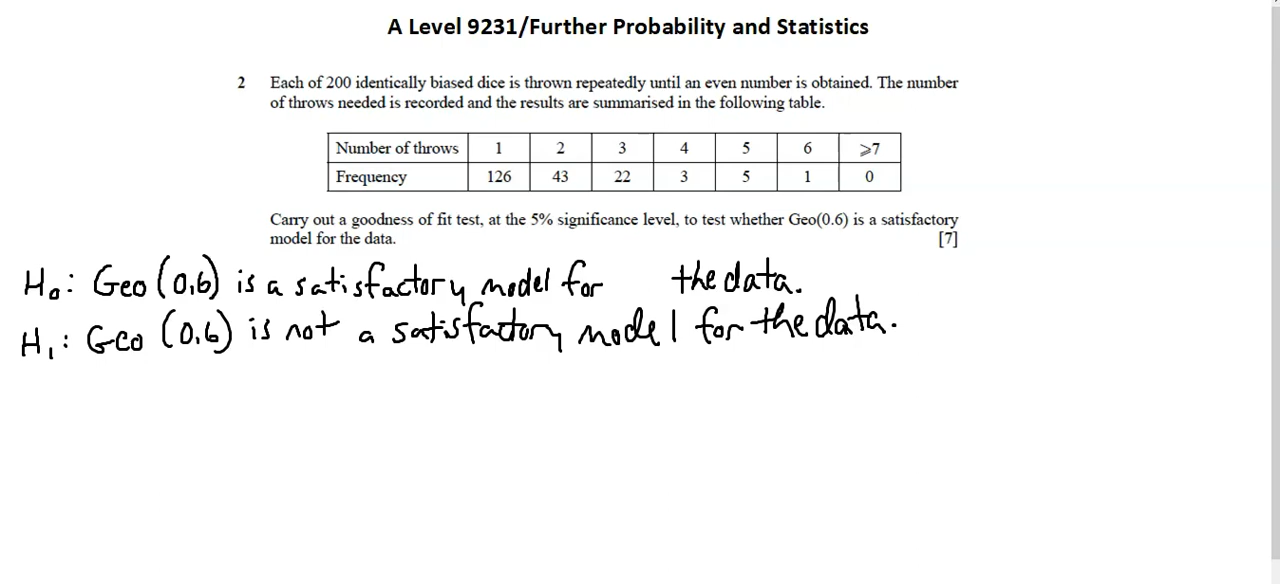 A Level 9231/Further Probability and Statistics
2 Each of 200 identically biased dice is thrown repeatedly until an even number is obtained. The number
of throws needed is recorded and the results are summarised in the following table.
Number of throws 1 2 3 4 5 6 ⩾7
Frequency 126 43 22 3 5 1 0
Carry out a goodness of fit test, at the 5% significance level, to test whether Geo(0.6) is a satisfactory
model for the data. [7]
H₀: Geo (0,6) is a satisfactory model for the data.
H₁: Geo (0,6) is not a satisfactory model for the data.